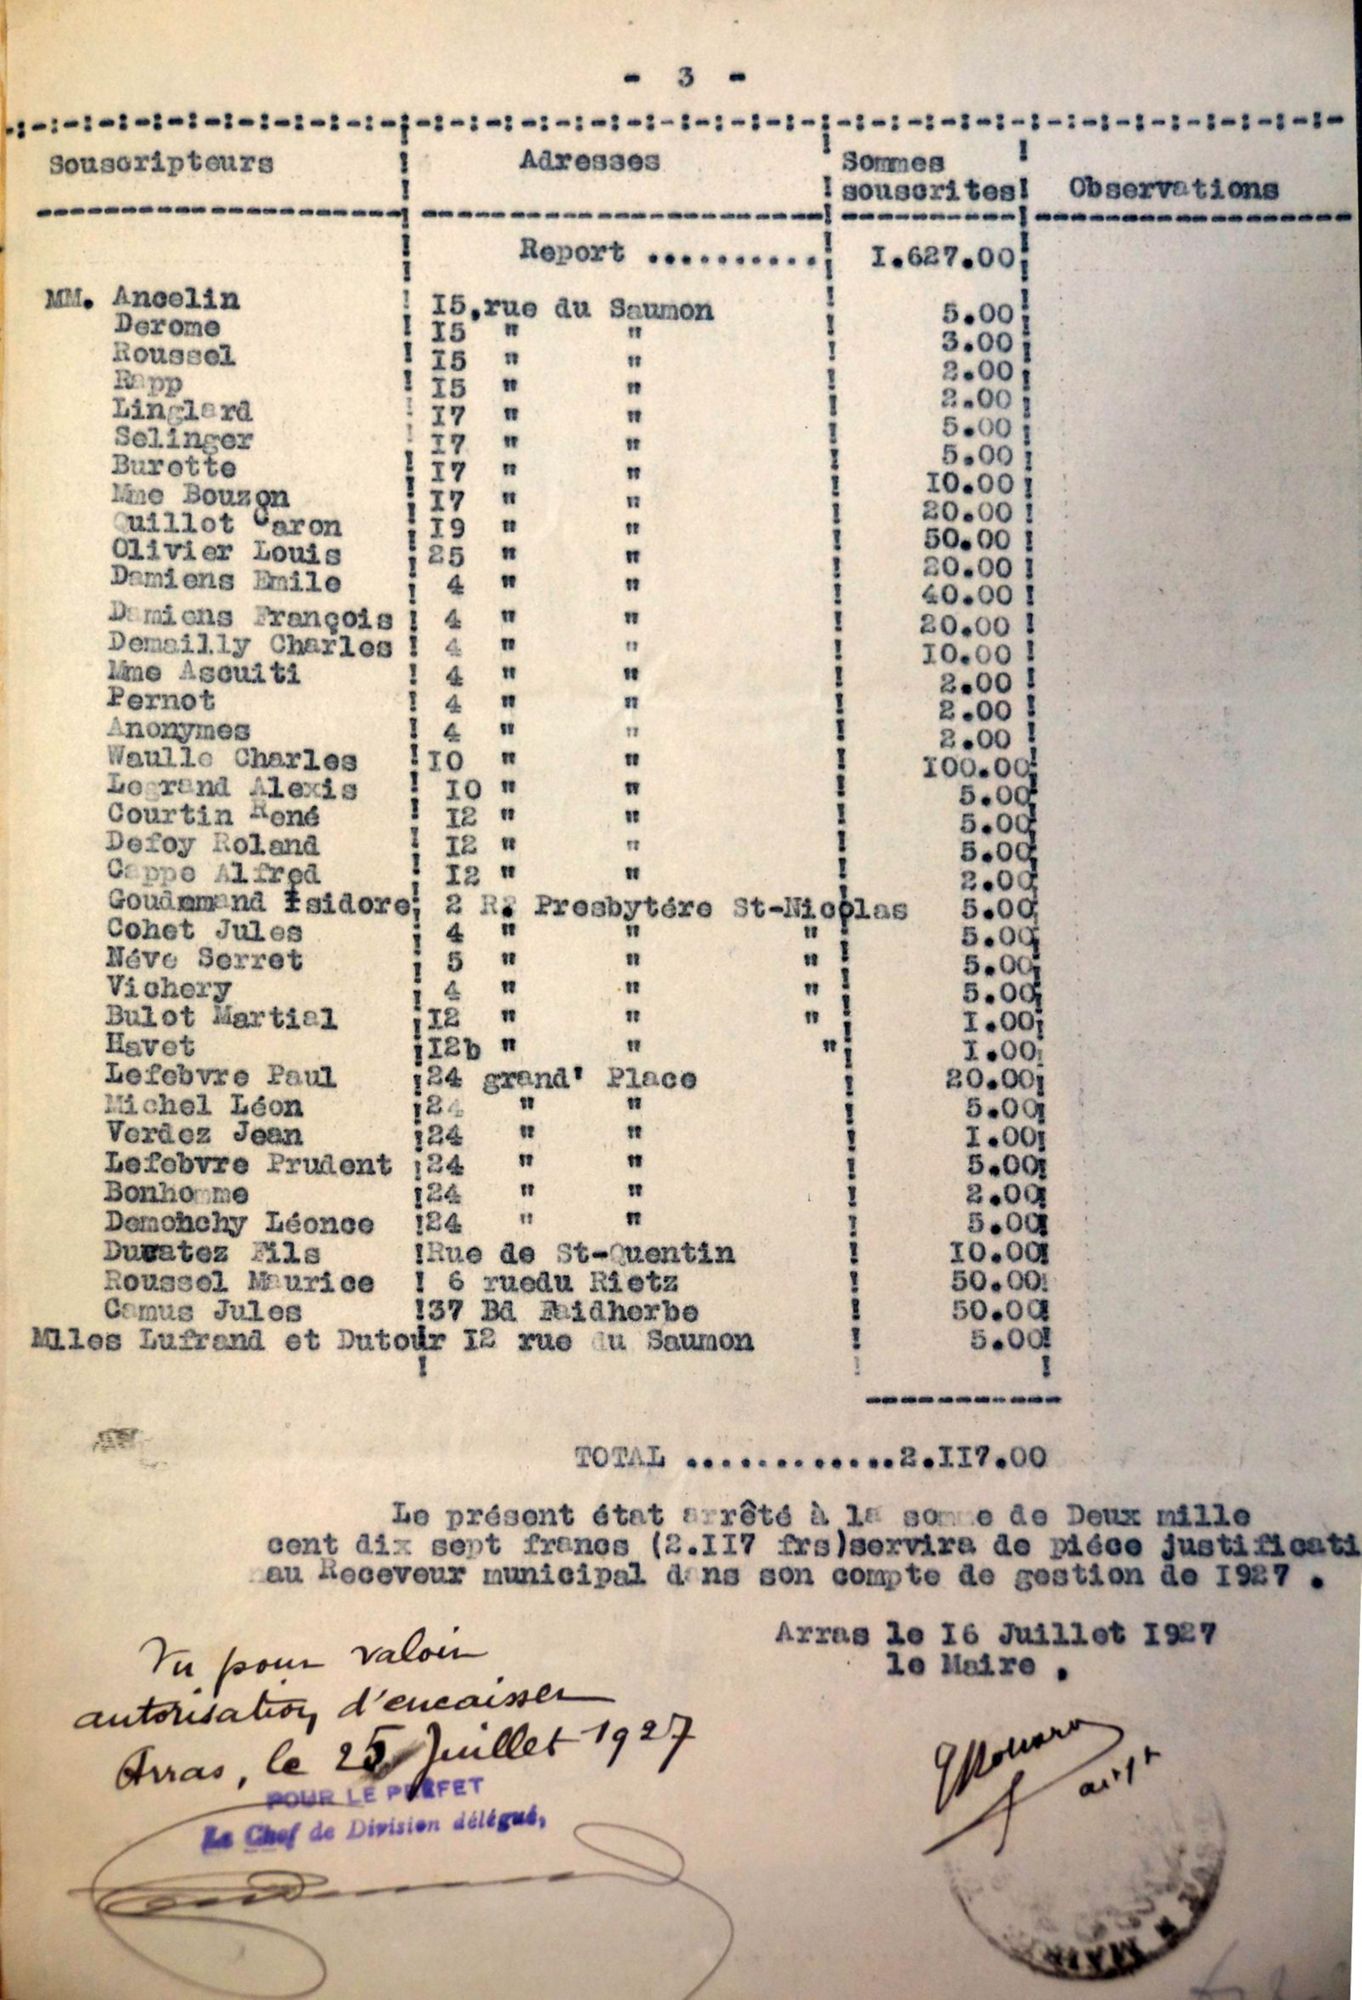 - 3 -
Souscripteurs ! Adresses ! Sommes souscrites ! Observations
Report .......... I.627.00
MM. Ancelin ! 15,rue du Saumon ! 5.00 !
Derome ! I5 " " ! 3.00 !
Roussel ! I5 " " ! 2.00 !
Rapp ! I5 " " ! 2.00 !
Linglard ! I7 " " ! 5.00 !
Selinger ! I7 " " ! 5.00 !
Burette ! I7 " " ! I0.00 !
Mme Bouzon ! I7 " " ! 20.00 !
Quillot Caron ! I9 " " ! 50.00 !
Olivier Louis ! 25 " " ! 20.00 !
Damiens Emile ! 4 " " ! 40.00 !
Damiens François ! 4 " " ! 20.00 !
Demailly Charles ! 4 " " ! I0.00 !
Mme Ascuiti ! 4 " " ! 2.00 !
Pernot ! 4 " " ! 2.00 !
Anonymes ! 4 " " ! 2.00 !
Waulle Charles ! I0 " " ! I00.00 !
Legrand Alexis ! I0 " " ! 5.00 !
Courtin René ! I2 " " ! 5.00 !
Defoy Roland ! I2 " " ! 5.00 !
Cappe Alfred ! I2 " " ! 2.00 !
Goudemand Isidore ! 2 R. Presbytére St-Nicolas 5.00 !
Cohet Jules ! 4 " " " ! 5.00 !
Néve Serret ! 5 " " " ! 5.00 !
Vichery ! 4 " " " ! 5.00 !
Bulot Martial ! I2 " " " ! I.00 !
Havet ! I2b " " " ! I.00 !
Lefebvre Paul ! 24 grand' Place ! 20.00 !
Michel Léon ! 24 " " ! 5.00 !
Verdez Jean ! 24 " " ! I.00 !
Lefebvre Prudent ! 24 " " ! 5.00 !
Bonhomme ! 24 " " ! 2.00 !
Demonchy Léonce ! 24 " " ! 5.00 !
Ducatez Fils ! Rue de St-Quentin ! I0.00 !
Roussel Maurice ! 6 ruedu Rietz ! 50.00 !
Camus Jules ! 37 Bd Faidherbe ! 50.00 !
Mlles Lufrand et Dutour I2 rue du Saumon ! 5.00 !
TOTAL .............2.II7.00
Le présent état arrêté à la somme de Deux mille
cent dix sept francs (2.II7 frs)servira de piéce justificati
au Receveur municipal dans son compte de gestion de I927 .
Arras le I6 Juillet I927
le Maire .
Vu pour valoir
autorisation d'encaisser
Arras, le 25 Juillet 1927
POUR LE PREFET
Le Chef de Division délégué,